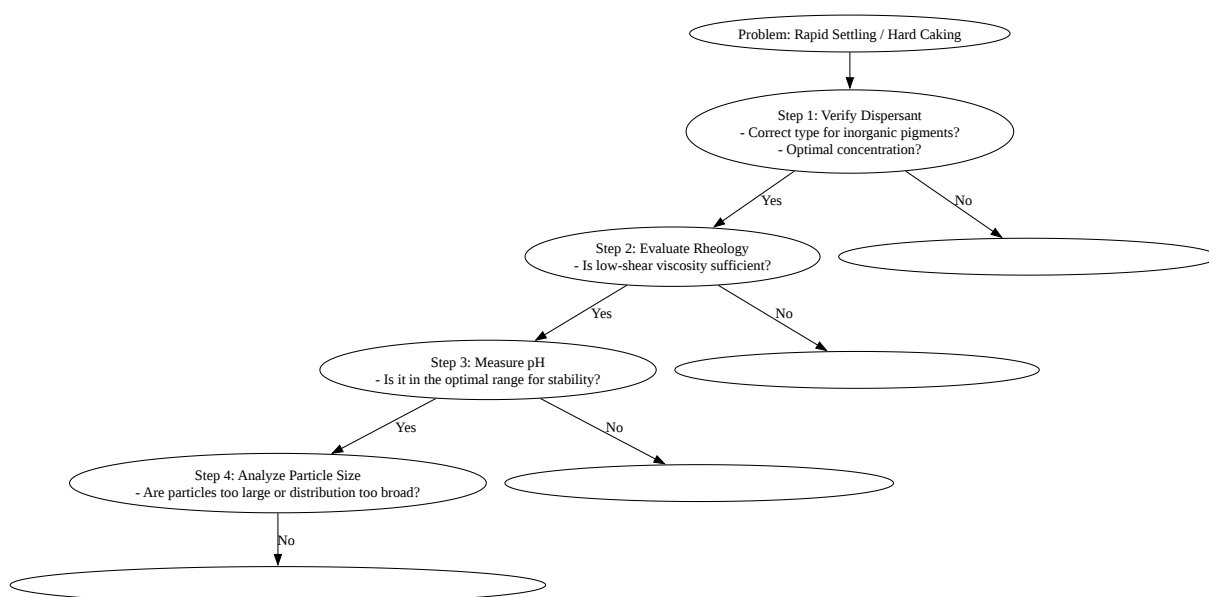 Problem: Rapid Settling / Hard Caking
Step 1: Verify Dispersant
- Correct type for inorganic pigments?
- Optimal concentration?
Yes
No
Step 2: Evaluate Rheology
- Is low-shear viscosity sufficient?
Yes
No
Step 3: Measure pH
- Is it in the optimal range for stability?
Yes
No
Step 4: Analyze Particle Size
- Are particles too large or distribution too broad?
No